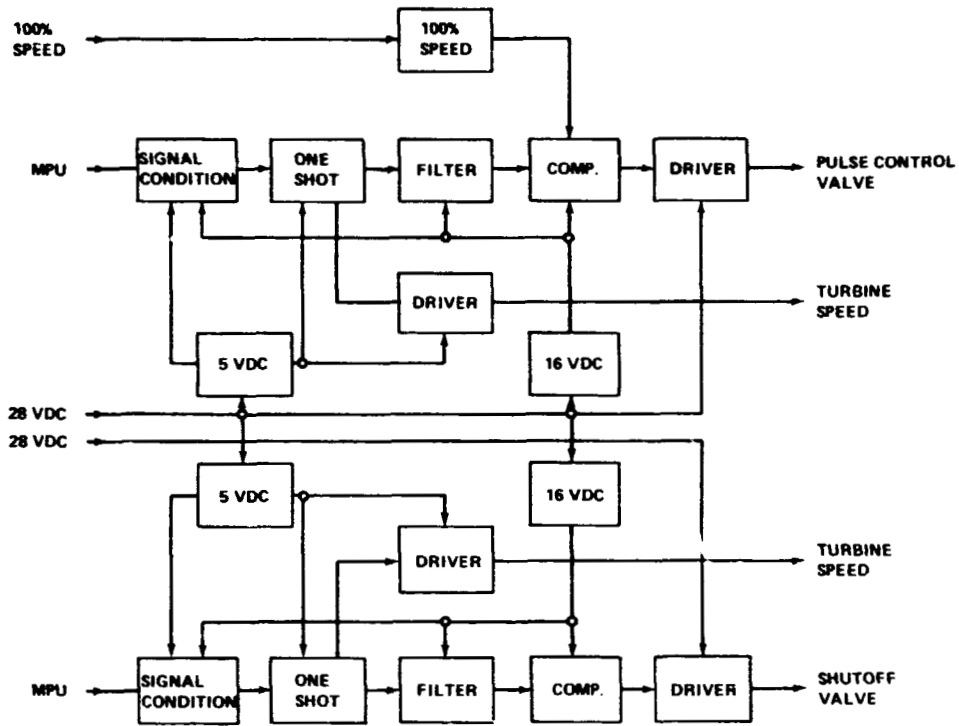 100%
SPEED
100%
SPEED
MPU
SIGNAL
CONDITION
ONE
SHOT
FILTER
COMP.
DRIVER
PULSE CONTROL
VALVE
DRIVER
TURBINE
SPEED
5 VDC
16 VDC
28 VDC
28 VDC
5 VDC
16 VDC
DRIVER
TURBINE
SPEED
MPU
SIGNAL
CONDITION
ONE
SHOT
FILTER
COMP.
DRIVER
SHUTOFF
VALVE